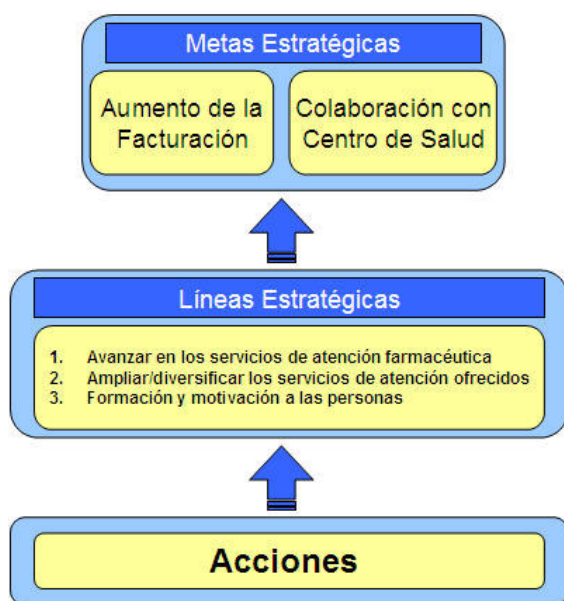 Metas Estratégicas
Aumento de la
Facturación
Colaboración con
Centro de Salud
Líneas Estratégicas
1. Avanzar en los servicios de atención farmacéutica
2. Ampliar/diversificar los servicios de atención ofrecidos
3. Formación y motivación a las personas
Acciones